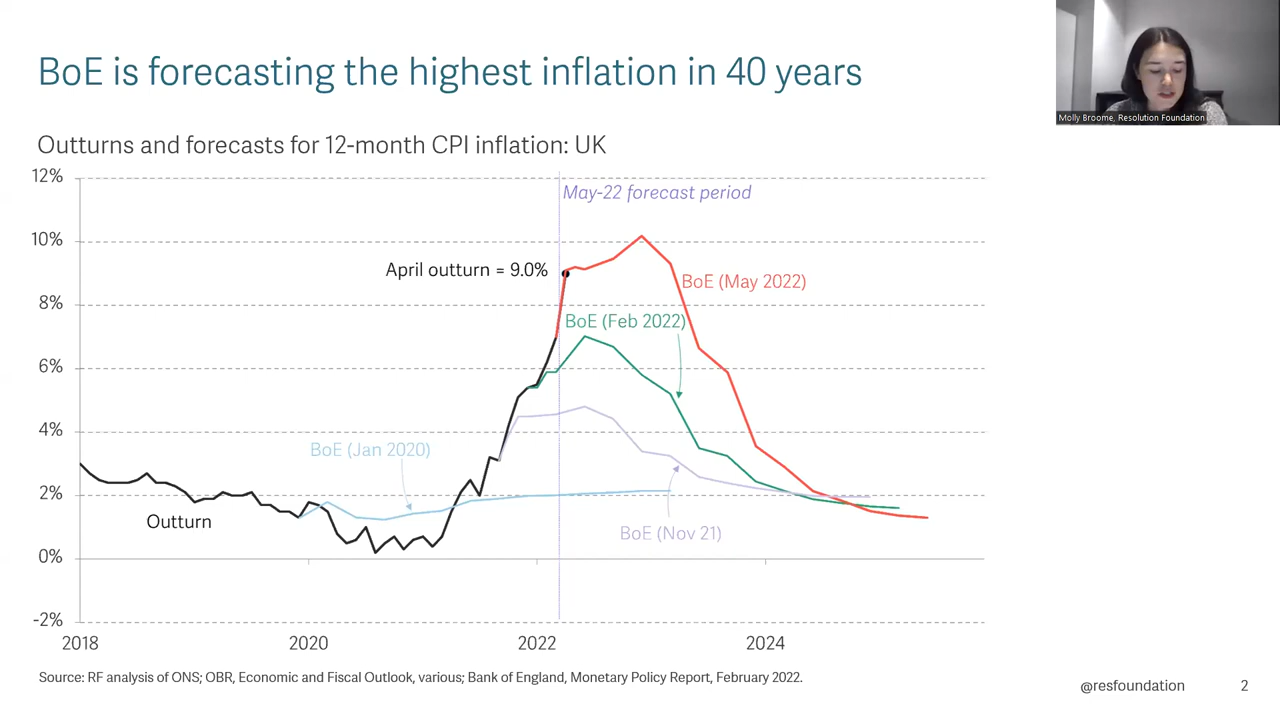 BoE is forecasting the highest inflation in 40 years
Molly Broome, Resolution Foundation
Outturns and forecasts for 12-month CPI inflation: UK
12%
10%
8%
6%
4%
2%
0%
-2%
May-22 forecast period
April outturn = 9.0%
BoE (May 2022)
BoE (Feb 2022)
BoE (Jan 2020)
Outturn
BoE (Nov 21)
2018
2020
2022
2024
Source: RF analysis of ONS; OBR, Economic and Fiscal Outlook, various; Bank of England, Monetary Policy Report, February 2022.
@resfoundation
2